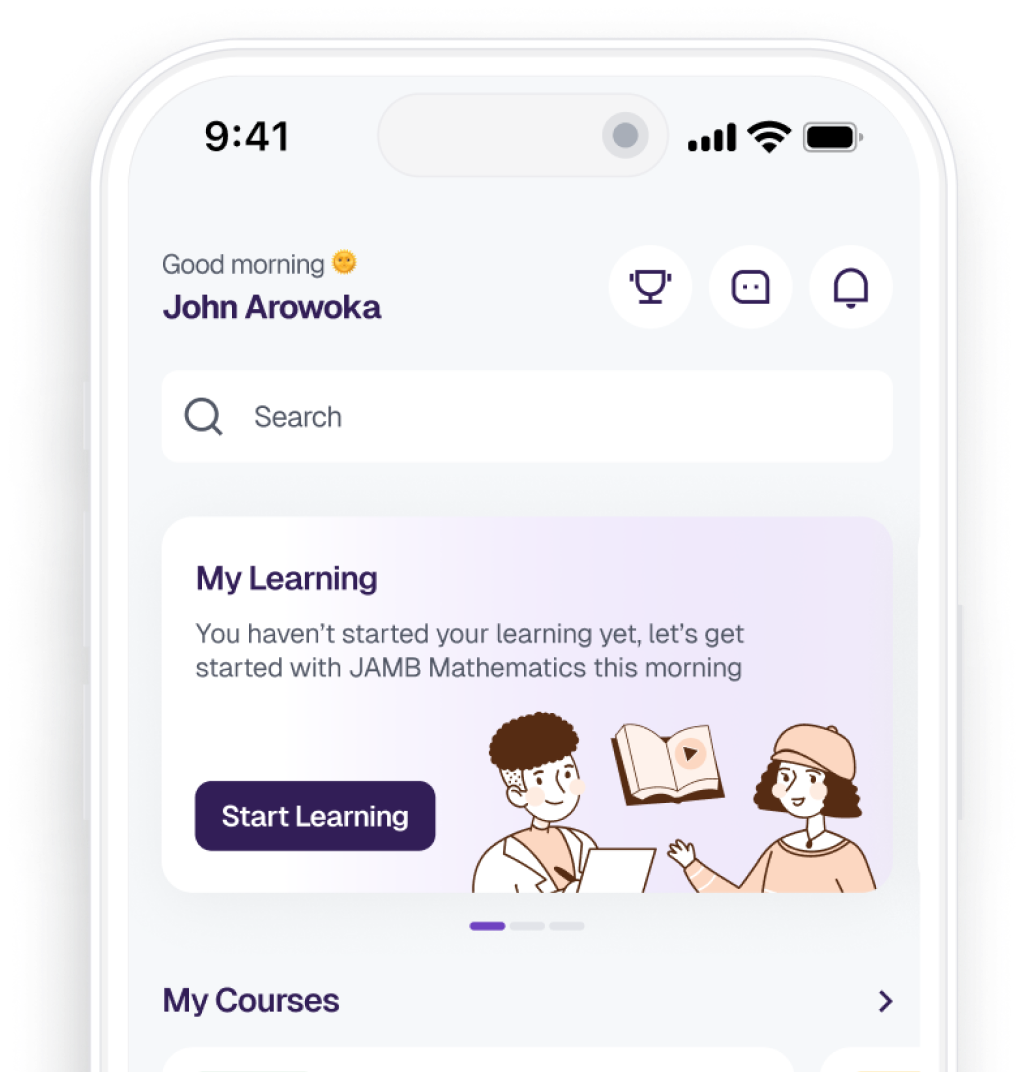 9:41
Good morning 🌞
John Arowoka
Search
My Learning
You haven’t started your learning yet, let’s get
started with JAMB Mathematics this morning
Start Learning
My Courses